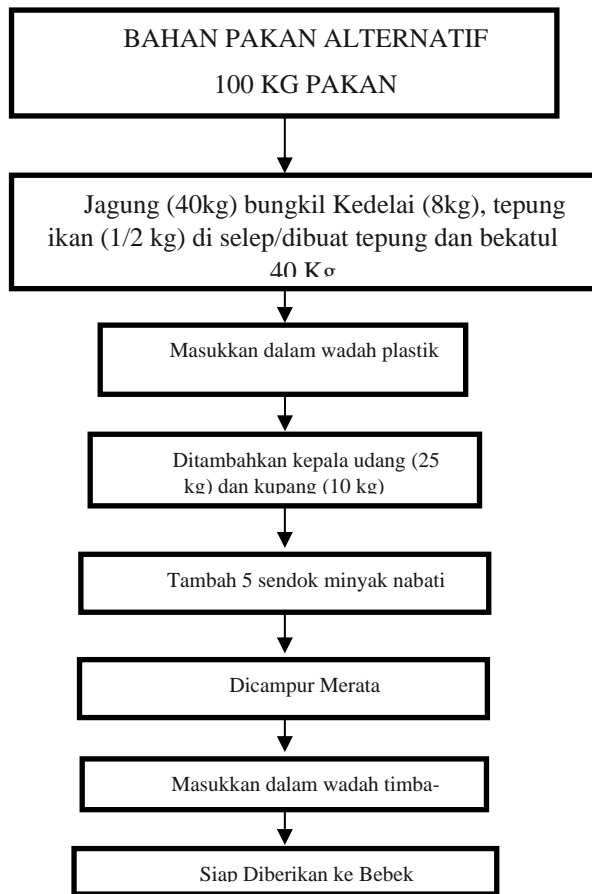 BAHAN PAKAN ALTERNATIF
100 KG PAKAN
Jagung (40kg) bungkil Kedelai (8kg), tepung
ikan (1/2 kg) di selep/dibuat tepung dan bekatul
40 Kg
Masukkan dalam wadah plastik
Ditambahkan kepala udang (25
kg) dan kupang (10 kg)
Tambah 5 sendok minyak nabati
Dicampur Merata
Masukkan dalam wadah timba-
Siap Diberikan ke Bebek